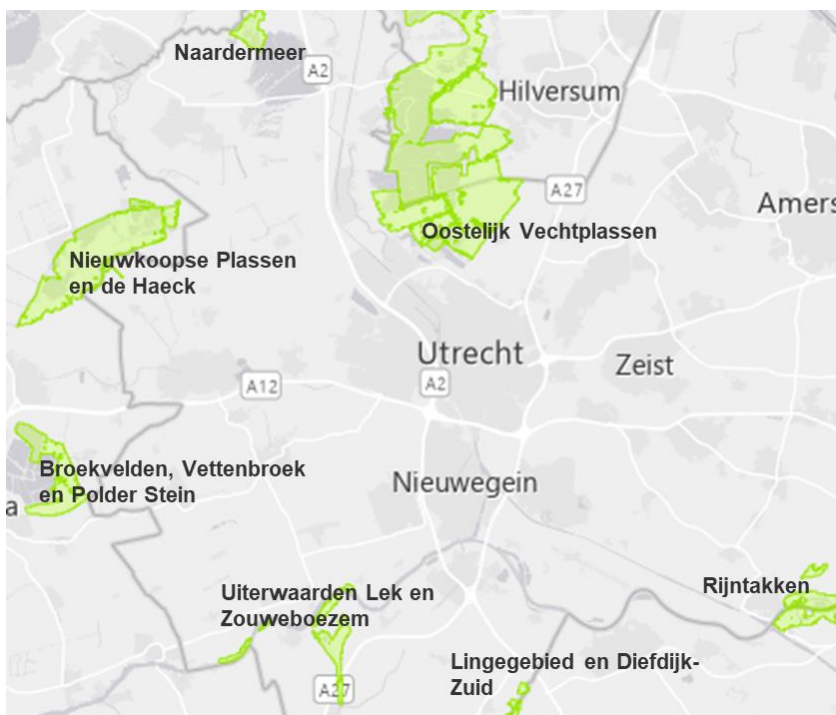 Naardermeer
A2
Hilversum
A27
Amers
Oostelijk Vechtplassen
Nieuwkoopse Plassen
en de Haeck
Utrecht
Zeist
A12
A2
Broekvelden, Vettenbroek
en Polder Stein
a
Nieuwegein
Uiterwaarden Lek en
Zouweboezem
Rijntakken
Lingegebied en Diefdijk-
Zuid
A27